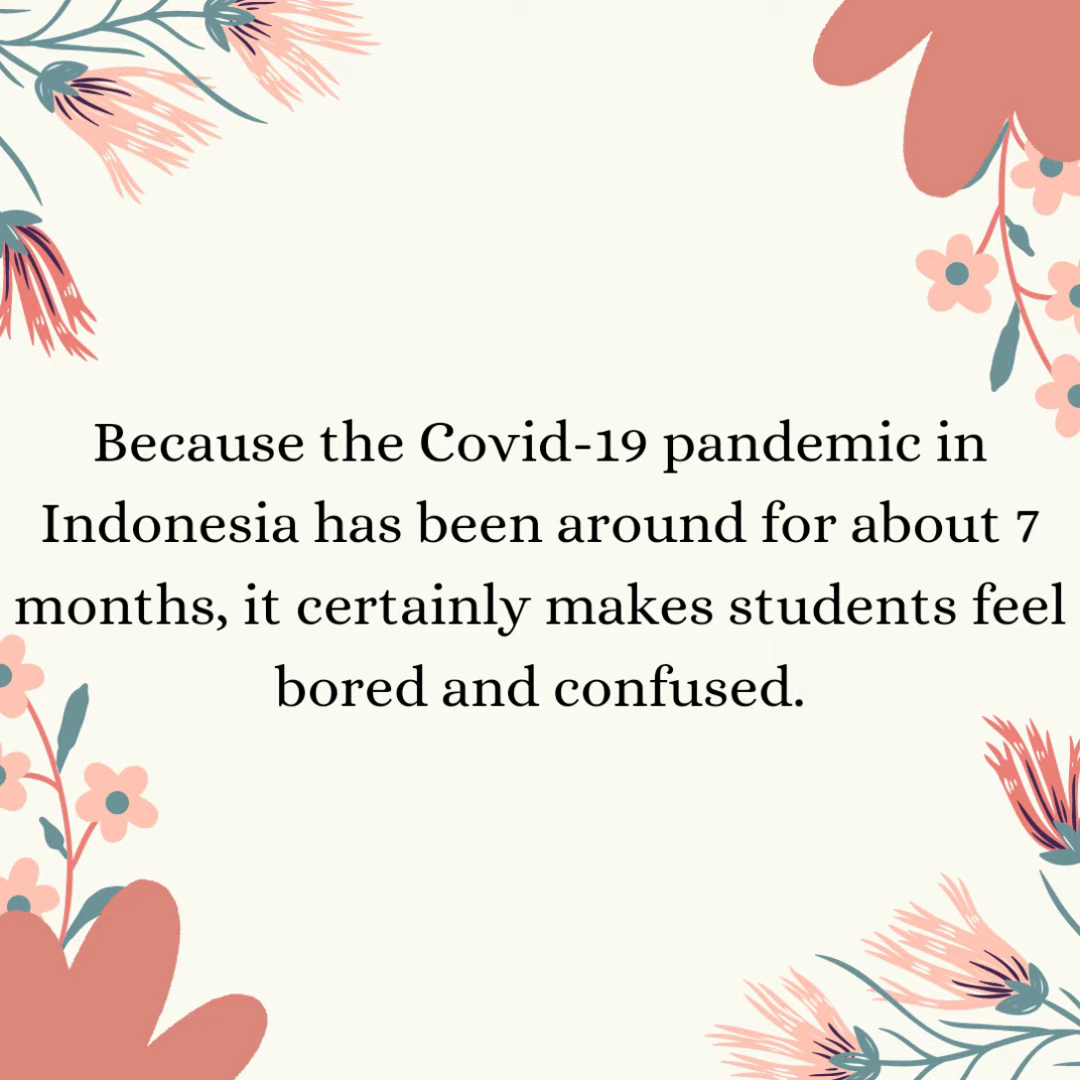 Because the Covid-19 pandemic in
Indonesia has been around for about 7
months, it certainly makes students feel
bored and confused.